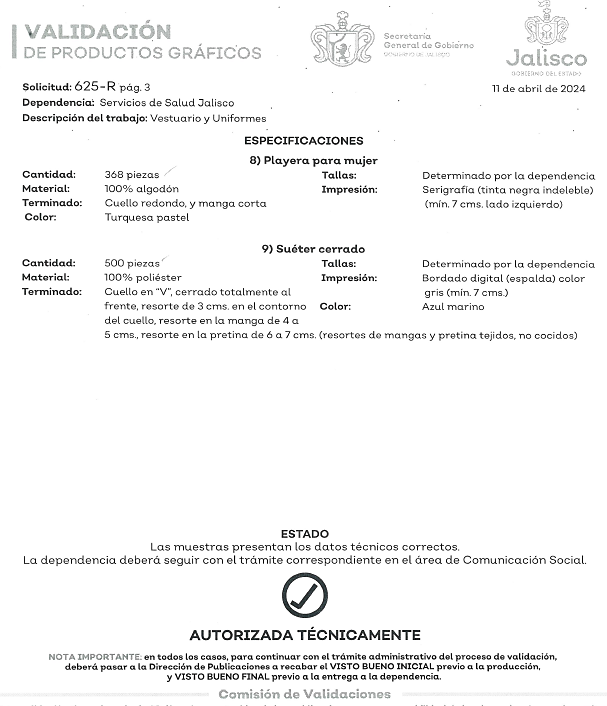 VALIDACIÓN
DE PRODUCTOS GRÁFICOS
Secretaría
General de Gobierno
GOBIERNO DE JALISCO
Jalisco
GOBIERNO DEL ESTADO
Solicitud: 625-R pág. 3
11 de abril de 2024
Dependencia: Servicios de Salud Jalisco
Descripción del trabajo: Vestuario y Uniformes
ESPECIFICACIONES
8) Playera para mujer
Cantidad: 368 piezas Tallas: Determinado por la dependencia
Material: 100% algodón Impresión: Serigrafía (tinta negra indeleble)
Terminado: Cuello redondo, y manga corta (mín. 7 cms. lado izquierdo)
Color: Turquesa pastel
9) Suéter cerrado
Cantidad: 500 piezas Tallas: Determinado por la dependencia
Material: 100% poliéster Impresión: Bordado digital (espalda) color
Terminado: Cuello en "V", cerrado totalmente al gris (mín. 7 cms.)
frente, resorte de 3 cms. en el contorno Color: Azul marino
del cuello, resorte en la manga de 4 a
5 cms., resorte en la pretina de 6 a 7 cms. (resortes de mangas y pretina tejidos, no cocidos)
ESTADO
Las muestras presentan los datos técnicos correctos.
La dependencia deberá seguir con el trámite correspondiente en el área de Comunicación Social.
AUTORIZADA TÉCNICAMENTE
NOTA IMPORTANTE: en todos los casos, para continuar con el trámite administrativo del proceso de validación,
deberá pasar a la Dirección de Publicaciones a recabar el VISTO BUENO INICIAL previo a la producción,
y VISTO BUENO FINAL previo a la entrega a la dependencia.
Comisión de Validaciones